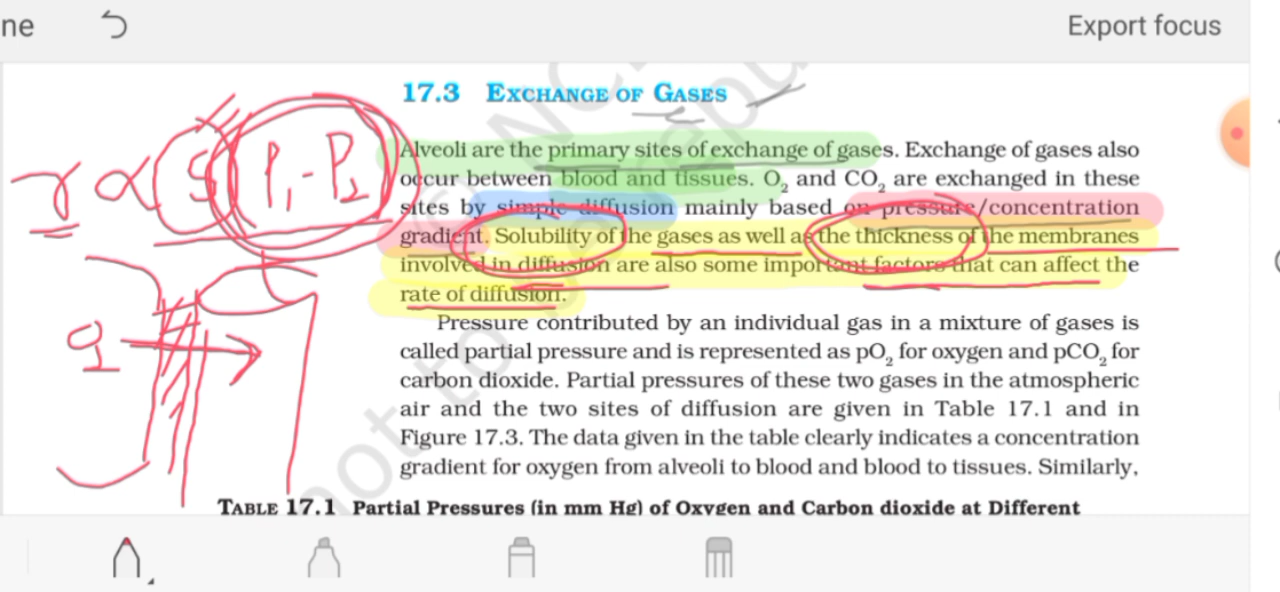 ne
Export focus
17.3 EXCHANGE OF GASES
Alveoli are the primary sites of exchange of gases. Exchange of gases also
occur between blood and tissues. O₂ and CO₂ are exchanged in these
sites by simple diffusion mainly based on pressure/concentration
gradient. Solubility of the gases as well as the thickness of the membranes
involved in diffusion are also some important factors that can affect the
rate of diffusion.
Pressure contributed by an individual gas in a mixture of gases is
called partial pressure and is represented as pO₂ for oxygen and pCO₂ for
carbon dioxide. Partial pressures of these two gases in the atmospheric
air and the two sites of diffusion are given in Table 17.1 and in
Figure 17.3. The data given in the table clearly indicates a concentration
gradient for oxygen from alveoli to blood and blood to tissues. Similarly,
TABLE 17.1 Partial Pressures (in mm Hg) of Oxygen and Carbon dioxide at Different
P₁-P₂
not to